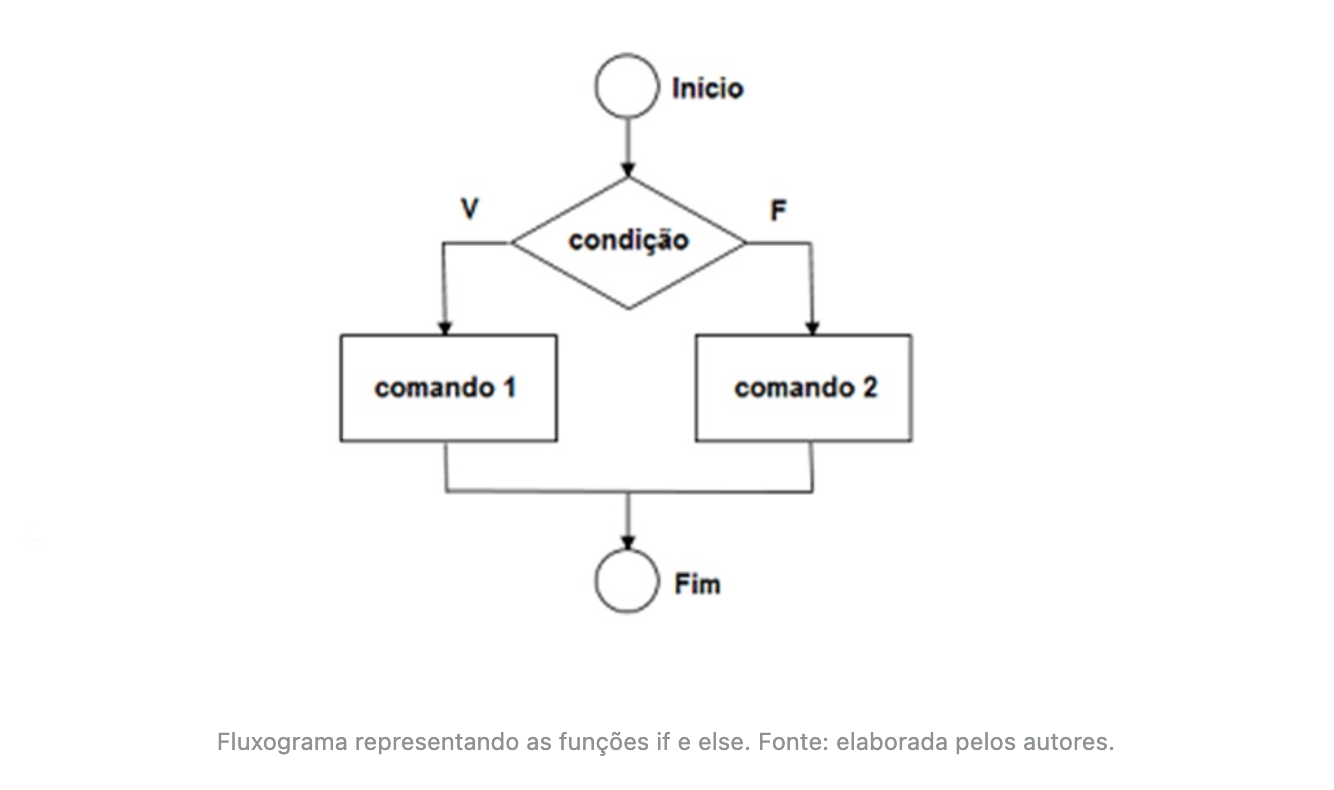 Início
V
F
condição
comando 1
comando 2
Fim
Fluxograma representando as funções if e else. Fonte: elaborada pelos autores.